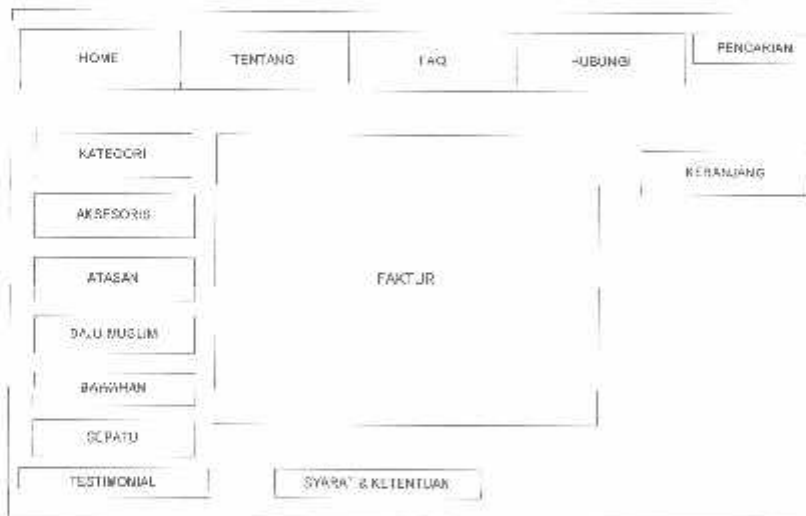 HOME
TENTANG
FAQ
HUBUNGI
PENCARIAN
KATEGORI
KERANJANG
AKSESORIS
ATASAN
FAKTUR
BAJU MUSLIM
BAWAHAN
SEPATU
TESTIMONIAL
SYARAT & KETENTUAN